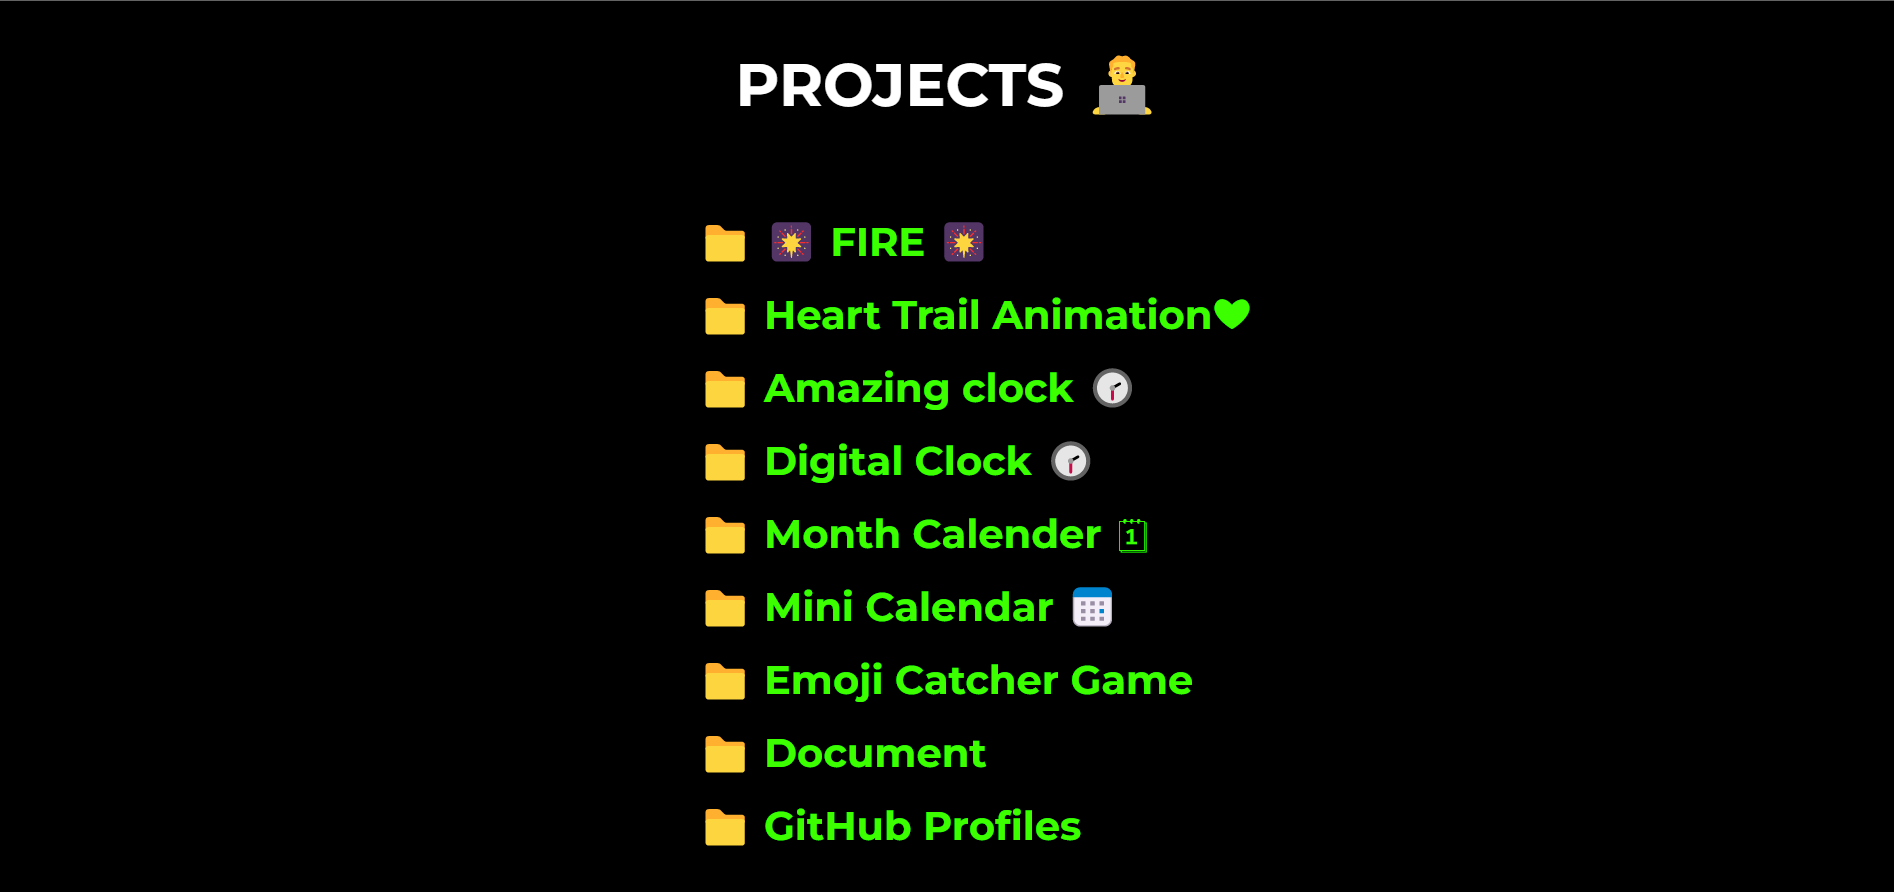 PROJECTS 🧑‍💻
📁 🎇 FIRE 🎇
📁 Heart Trail Animation♥
📁 Amazing clock 🕑
📁 Digital Clock 🕑
📁 Month Calender 🗓
📁 Mini Calendar 📅
📁 Emoji Catcher Game
📁 Document
📁 GitHub Profiles